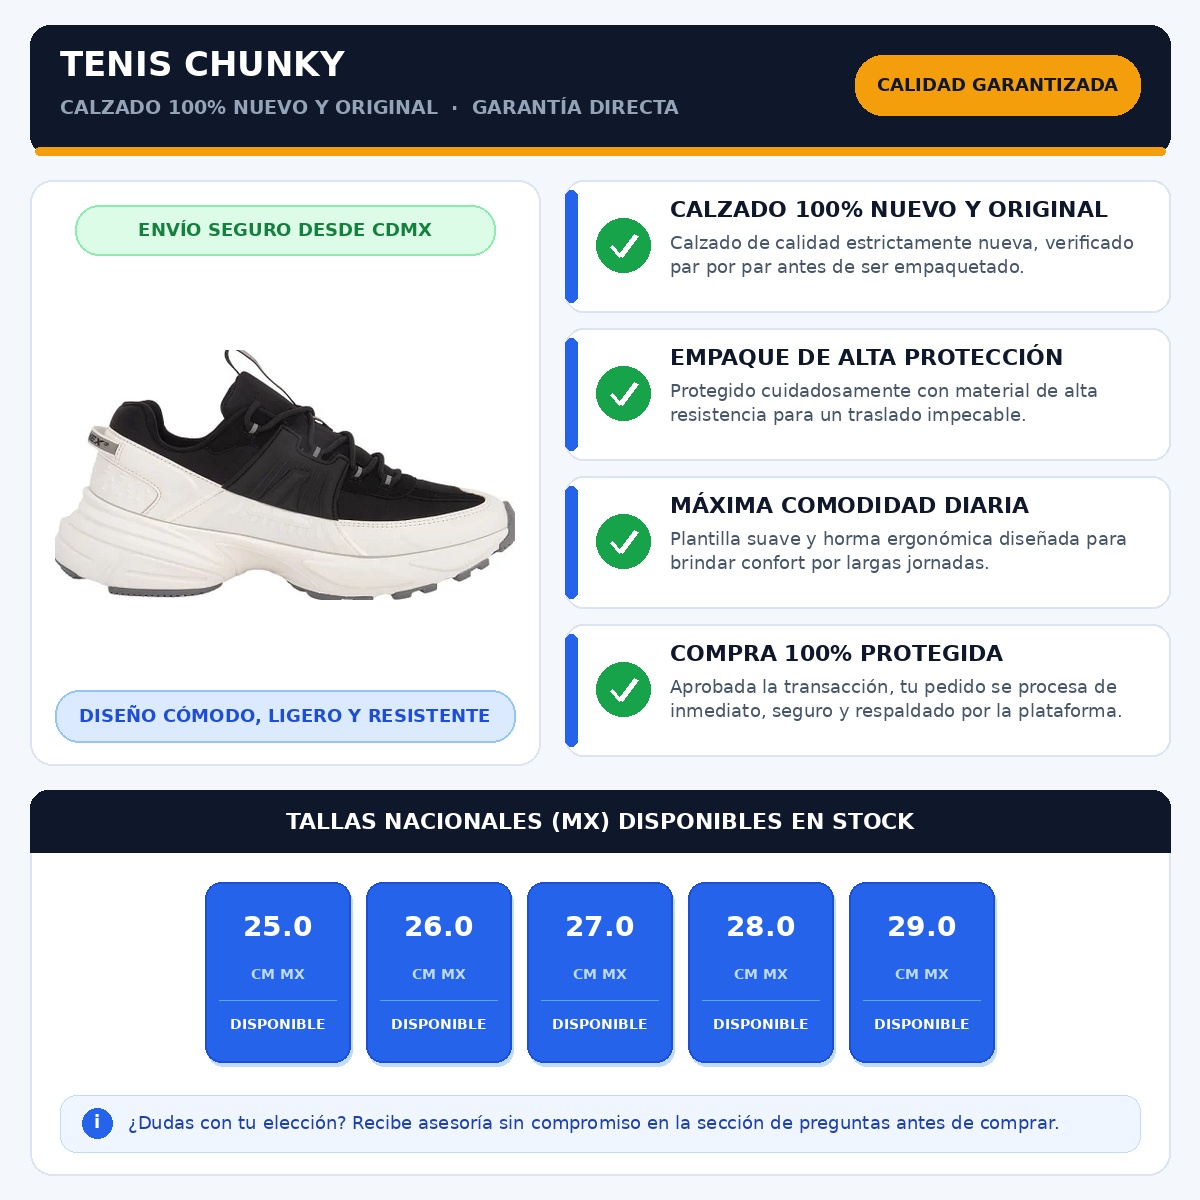 TENIS CHUNKY
CALZADO 100% NUEVO Y ORIGINAL · GARANTÍA DIRECTA
CALIDAD GARANTIZADA
ENVÍO SEGURO DESDE CDMX
DISEÑO CÓMODO, LIGERO Y RESISTENTE
CALZADO 100% NUEVO Y ORIGINAL
Calzado de calidad estrictamente nueva, verificado
par por par antes de ser empaquetado.
EMPAQUE DE ALTA PROTECCIÓN
Protegido cuidadosamente con material de alta
resistencia para un traslado impecable.
MÁXIMA COMODIDAD DIARIA
Plantilla suave y horma ergonómica diseñada para
brindar confort por largas jornadas.
COMPRA 100% PROTEGIDA
Aprobada la transacción, tu pedido se procesa de
inmediato, seguro y respaldado por la plataforma.
TALLAS NACIONALES (MX) DISPONIBLES EN STOCK
25.0
CM MX
DISPONIBLE
26.0
CM MX
DISPONIBLE
27.0
CM MX
DISPONIBLE
28.0
CM MX
DISPONIBLE
29.0
CM MX
DISPONIBLE
i
¿Dudas con tu elección? Recibe asesoría sin compromiso en la sección de preguntas antes de comprar.